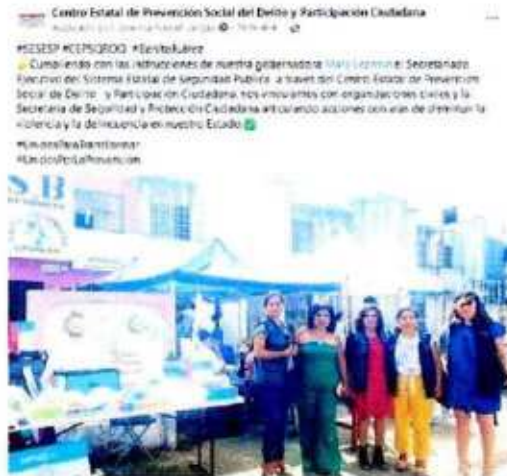 Centro Estatal de Prevención Social del Delito y Participación Ciudadana
#SESESP #CEPSQROO #BenitoJuárez
Cumpliendo con las instrucciones de nuestra gobernadora Mara Lezama el Secretariado
Ejecutivo del Sistema Estatal de Seguridad Pública a través del Centro Estatal de Prevención
Social de Delito y Participación Ciudadana, nos vinculamos con organizaciones civiles y la
Secretaría de Seguridad y Protección Ciudadana articulando acciones con afán de disminuir la
violencia y la delincuencia en nuestro Estado
#UnidosParaTransformar
#UnidosPorLaPrevención
S B